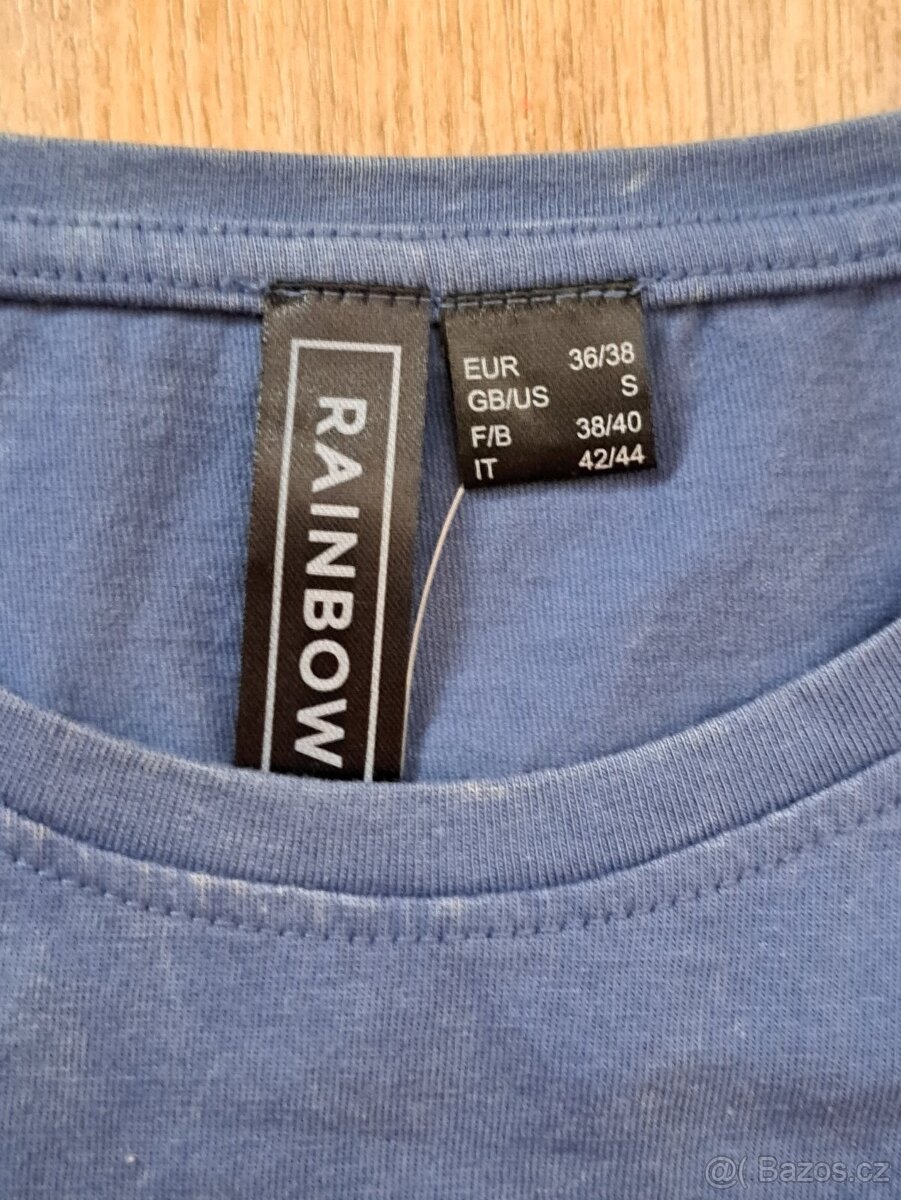 RAINBOW
EUR 36/38
GB/US S
F/B 38/40
IT 42/44
@( Bazos.cz